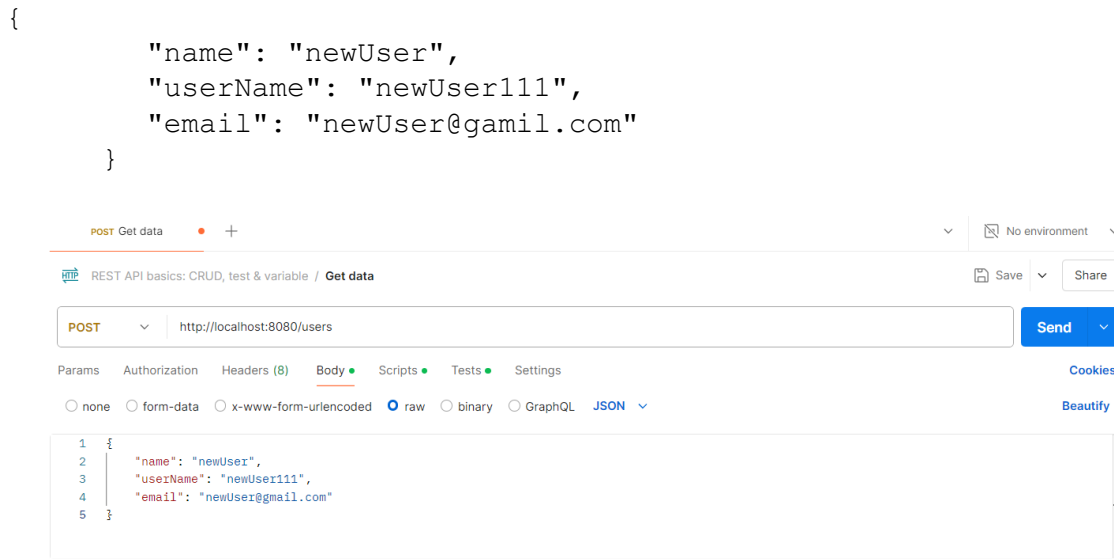 {
"name": "newUser",
"userName": "newUser111",
"email": "newUser@gamil.com"
}
POST Get data
No environment
HTTP REST API basics: CRUD, test & variable / Get data
Save Share
POST http://localhost:8080/users Send
Params Authorization Headers (8) Body Scripts Tests Settings Cookies
none form-data x-www-form-urlencoded raw binary GraphQL JSON Beautify
1 {
2 "name": "newUser",
3 "userName": "newUser111",
4 "email": "newUser@gmail.com"
5 }